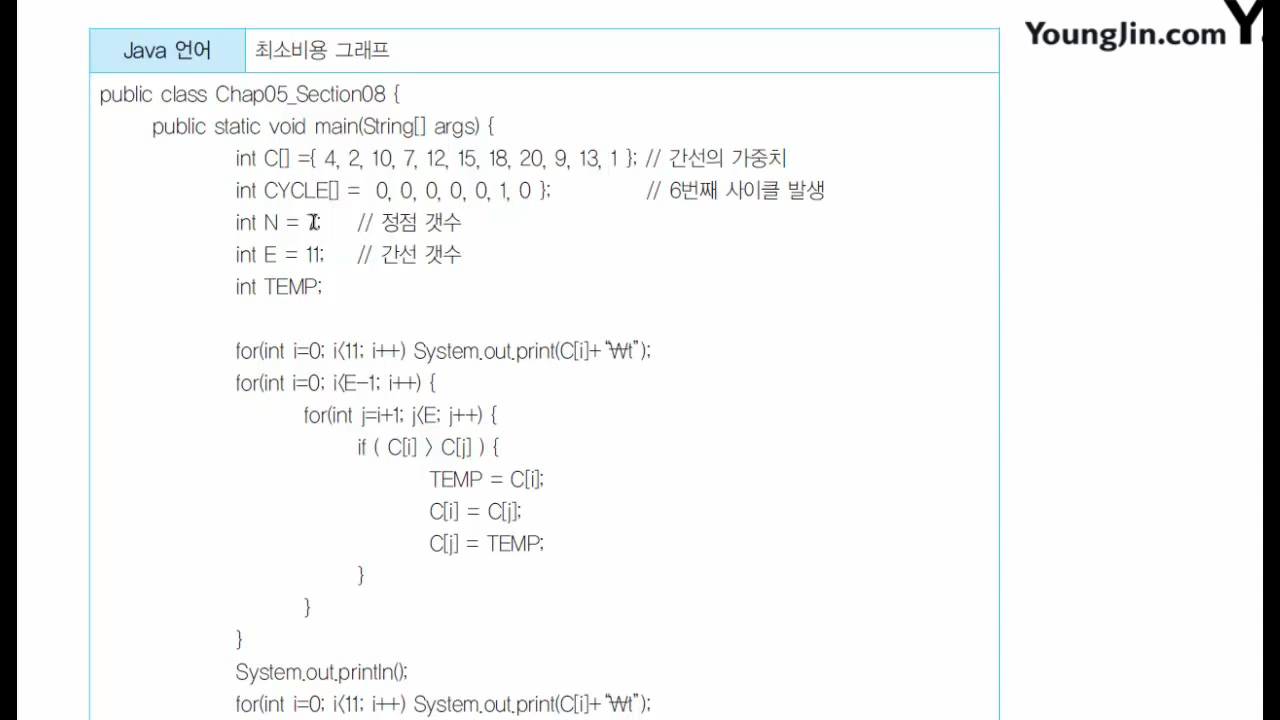 YoungJin.com Y.
Java 언어 최소비용 그래프
public class Chap05_Section08 {
public static void main(String[] args) {
int C[] ={ 4, 2, 10, 7, 12, 15, 18, 20, 9, 13, 1 }; // 간선의 가중치
int CYCLE[] = 0, 0, 0, 0, 0, 1, 0 }; // 6번째 사이클 발생
int N = ; // 정점 갯수
int E = 11; // 간선 갯수
int TEMP;
for(int i=0; i<11; i++) System.out.print(C[i]+"₩t");
for(int i=0; i<E-1; i++) {
for(int j=i+1; j<E; j++) {
if ( C[i] > C[j] ) {
TEMP = C[i];
C[i] = C[j];
C[j] = TEMP;
}
}
}
System.out.println();
for(int i=0; i<11; i++) System.out.print(C[i]+"₩t");